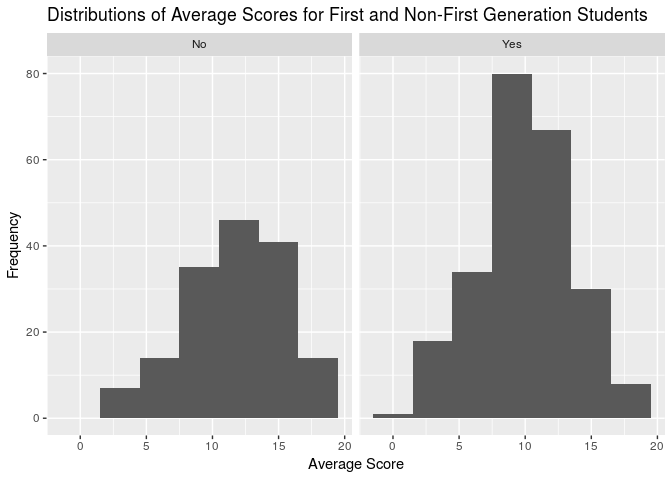 Distributions of Average Scores for First and Non-First Generation Students
No Yes
80
60
40
20
0
Frequency
0 5 10 15 20 0 5 10 15 20
Average Score